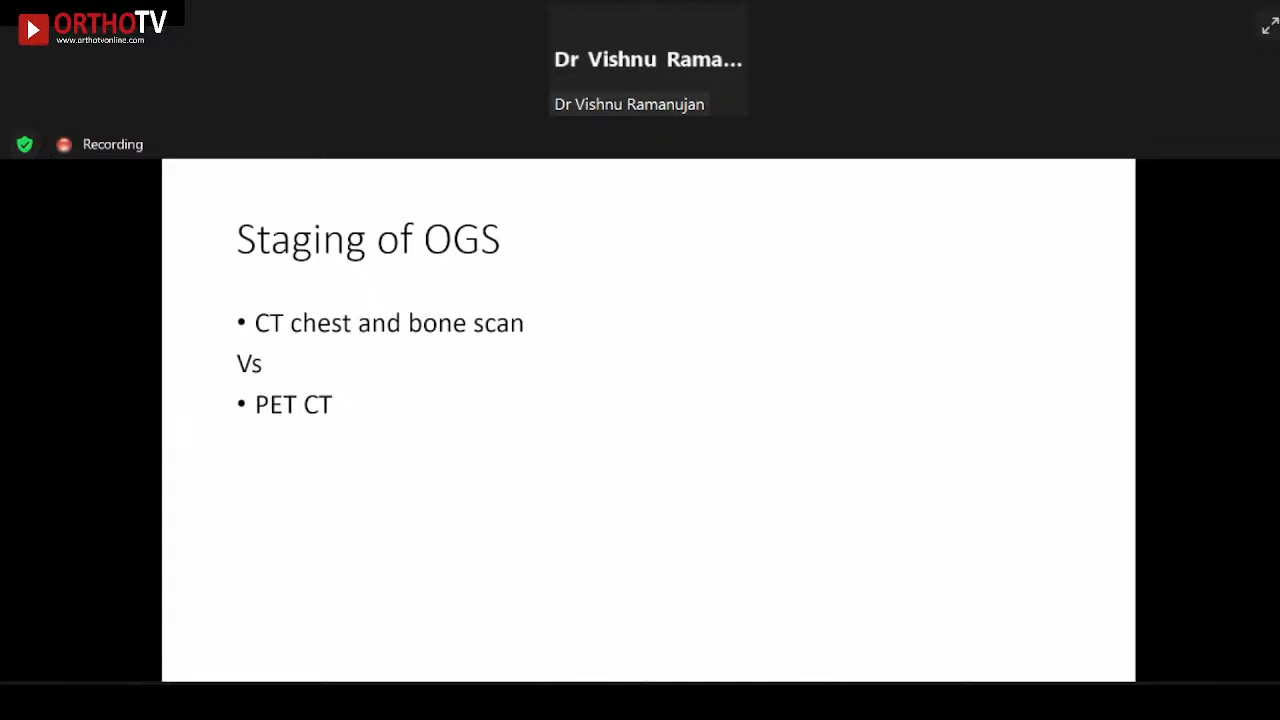 ORTHOTV
www.orthotvonline.com
Dr Vishnu Rama...
Dr Vishnu Ramanujan
Recording
Staging of OGS
• CT chest and bone scan
Vs
• PET CT